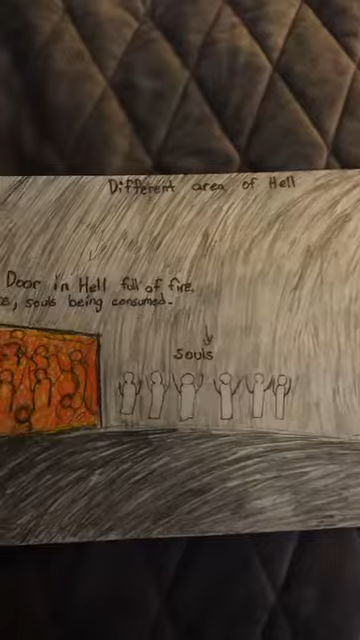 Different area of Hell
Door in Hell full of fire.
souls being consumed.
souls